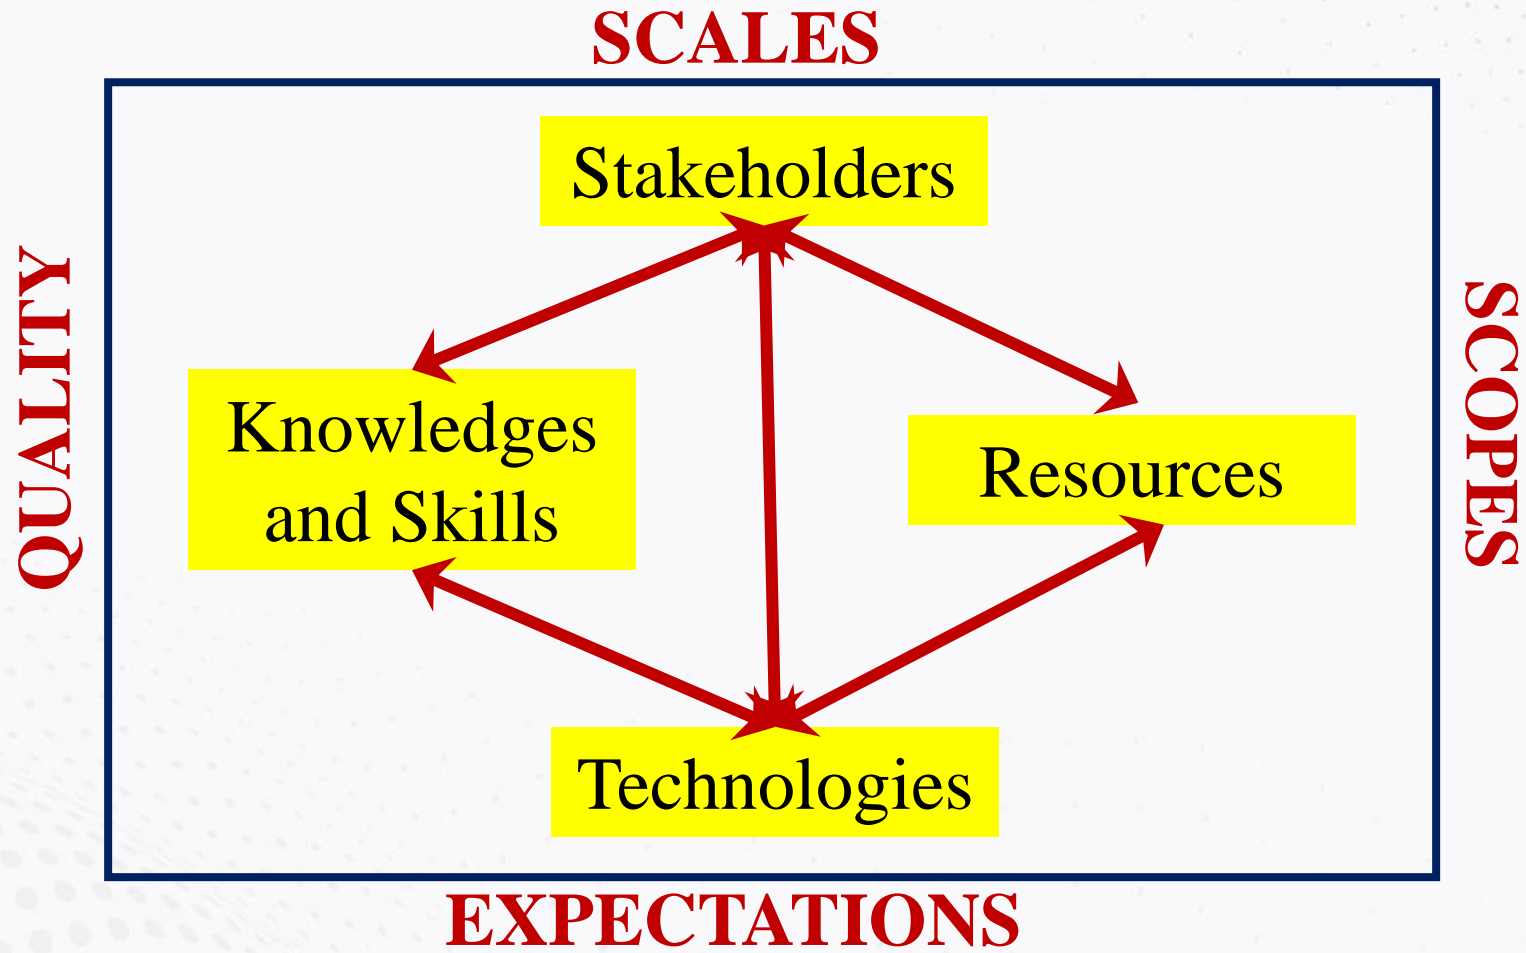 SCALES
Stakeholders
QUALITY
Knowledges
and Skills
Resources
SCOPES
Technologies
EXPECTATIONS